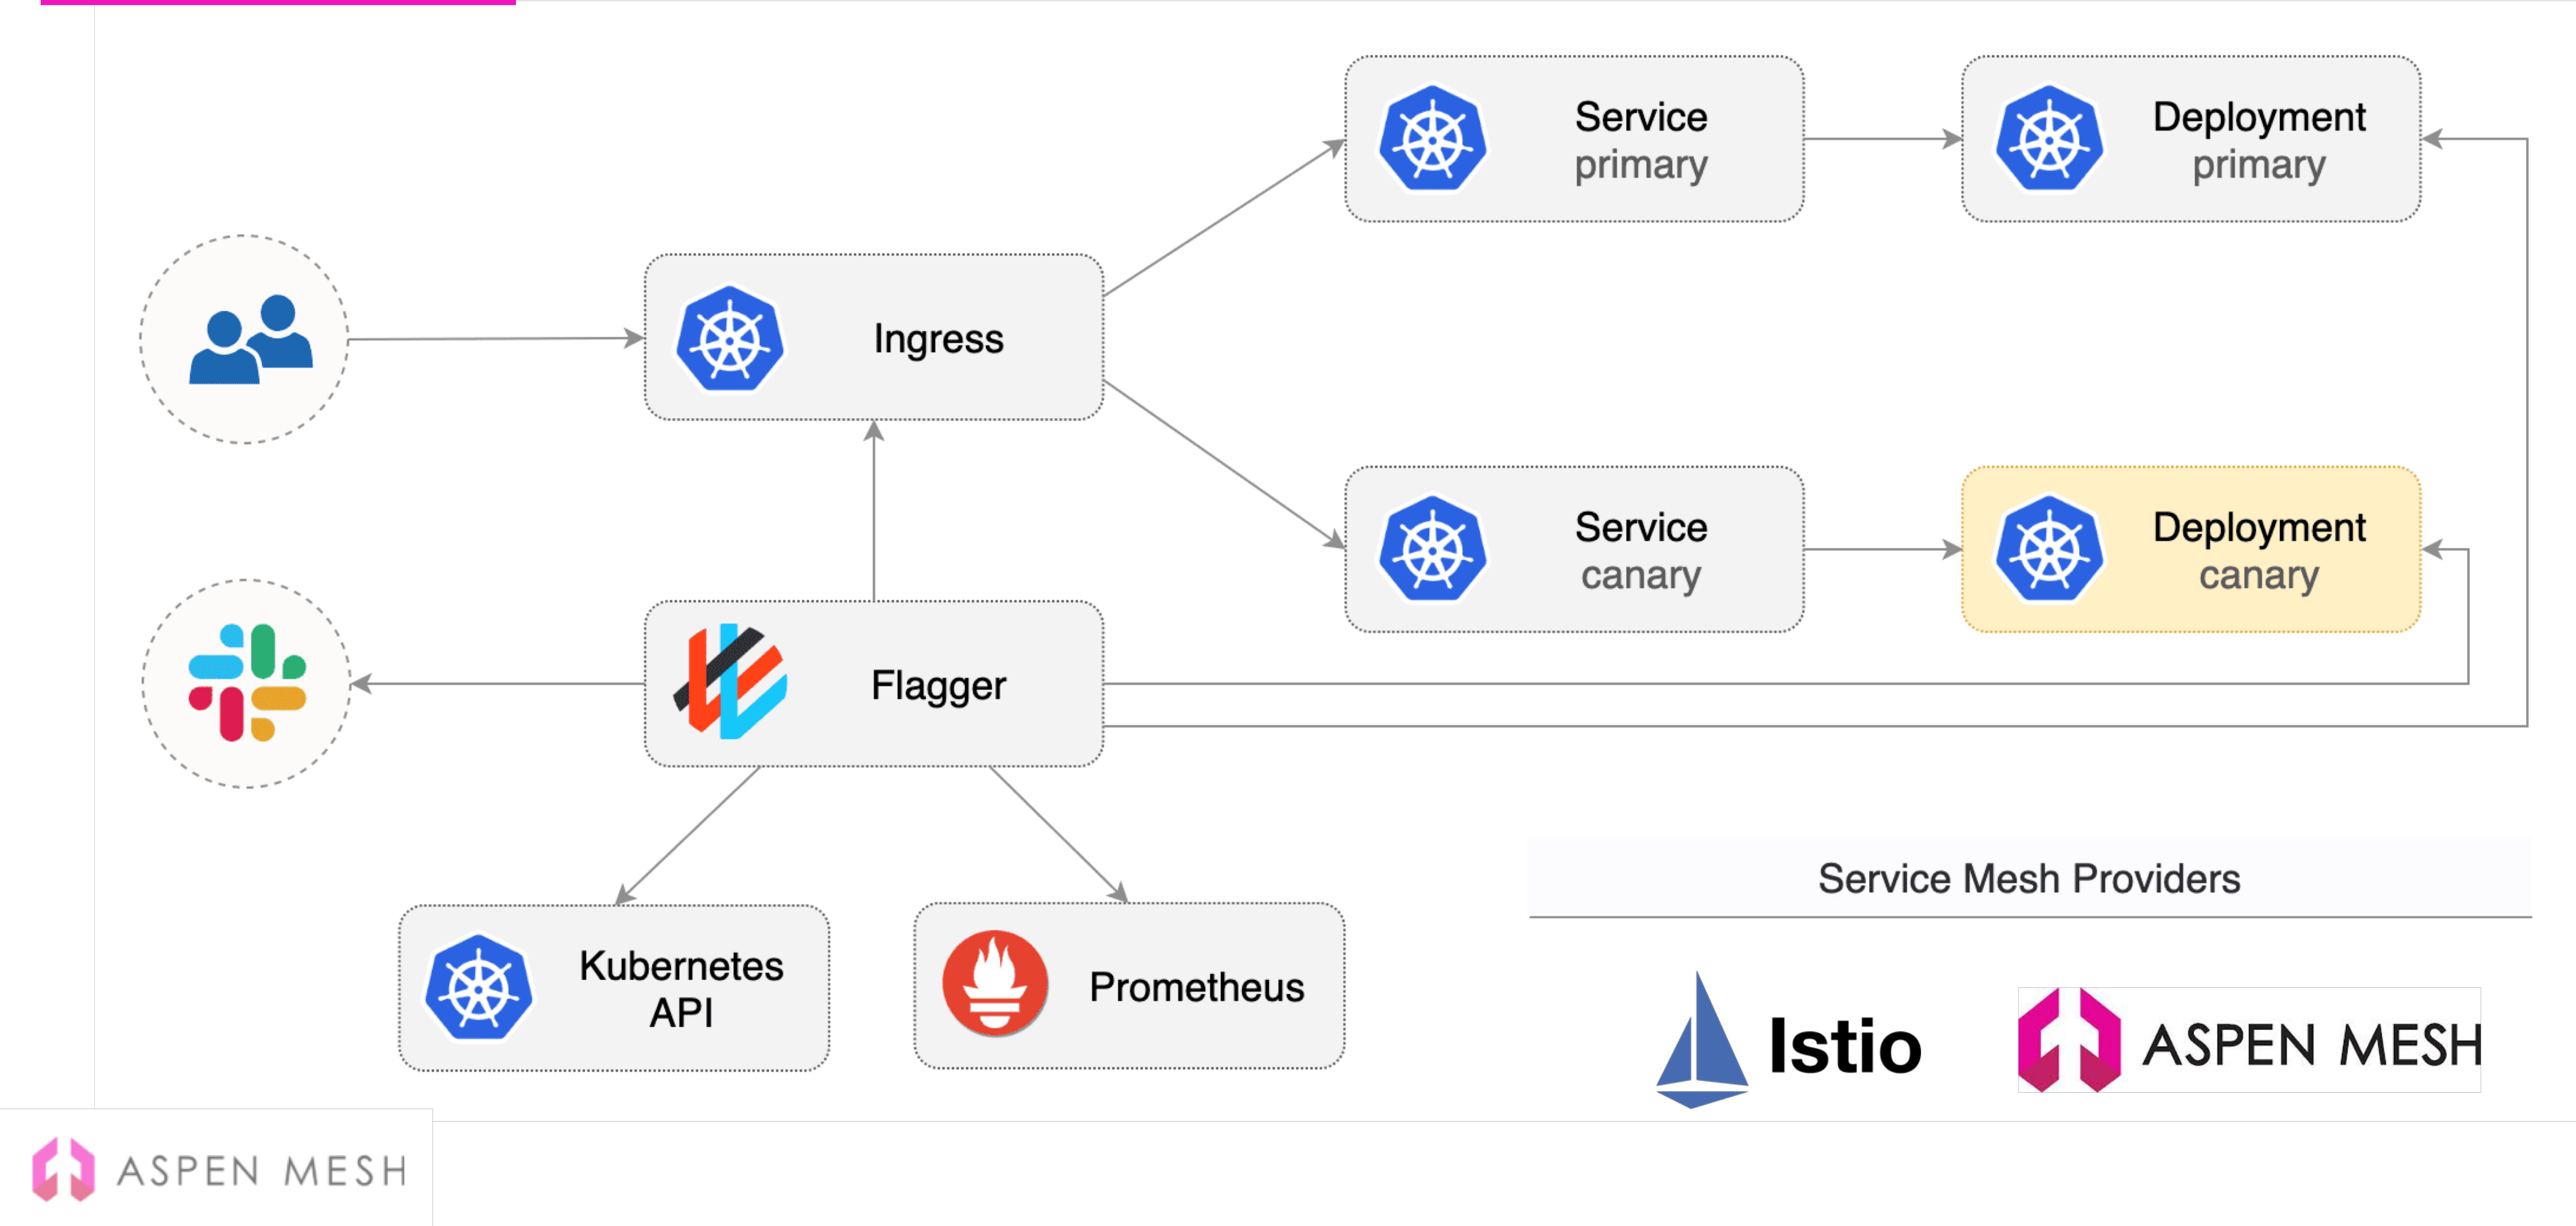 Service
primary
Deployment
primary
Ingress
Service
canary
Deployment
canary
Flagger
Kubernetes
API
Prometheus
Service Mesh Providers
Istio
ASPEN MESH
ASPEN MESH